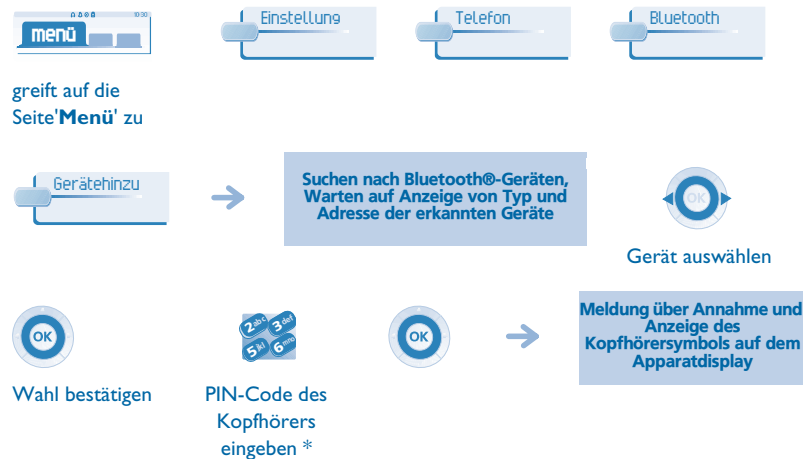 10:30
menü
Einstellung
Telefon
Bluetooth
greift auf die
Seite'Menü' zu
Gerätehinzu
Suchen nach Bluetooth®-Geräten,
Warten auf Anzeige von Typ und
Adresse der erkannten Geräte
OK
Gerät auswählen
OK
2abc 3def
5jkl 6mno
OK
Meldung über Annahme und
Anzeige des
Kopfhörersymbols auf dem
Apparatdisplay
Wahl bestätigen
PIN-Code des
Kopfhörers
eingeben *